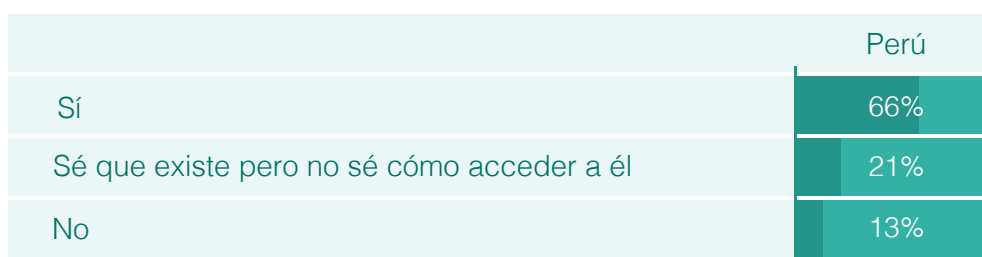 Perú
Sí 66%
Sé que existe pero no sé cómo acceder a él 21%
No 13%